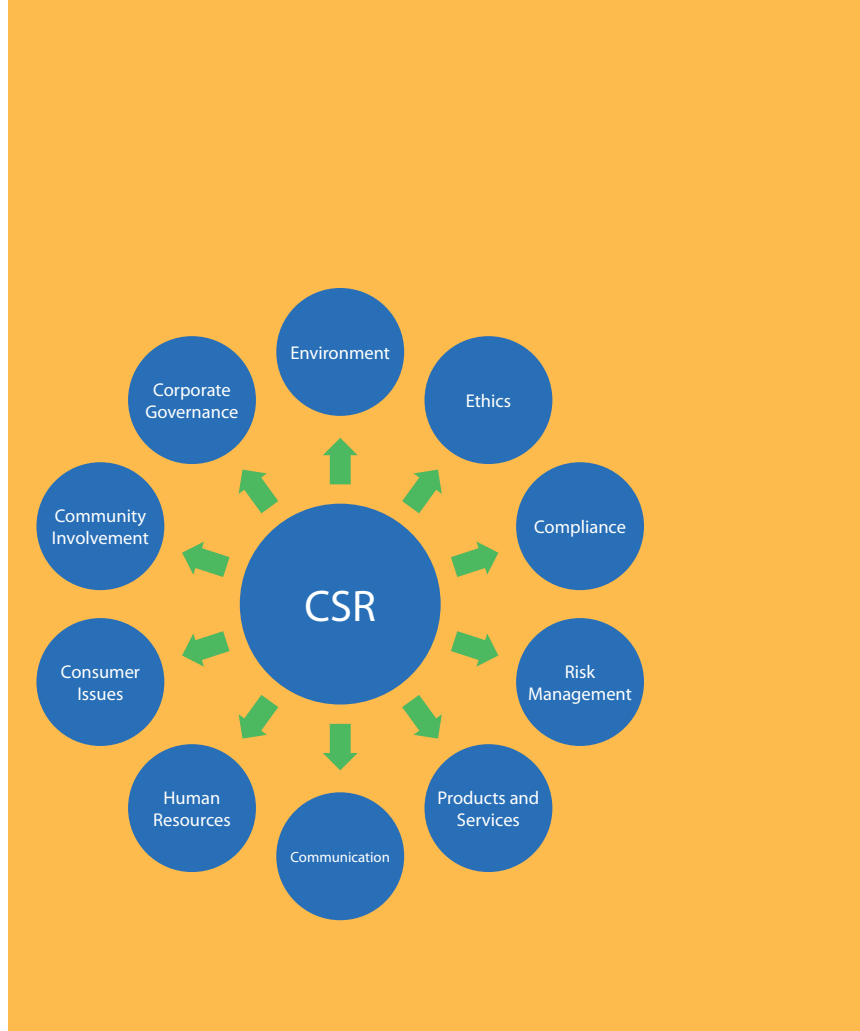 Environment
Ethics
Compliance
Risk
Management
Products and
Services
Communication
Human
Resources
Consumer
Issues
Community
Involvement
Corporate
Governance
CSR